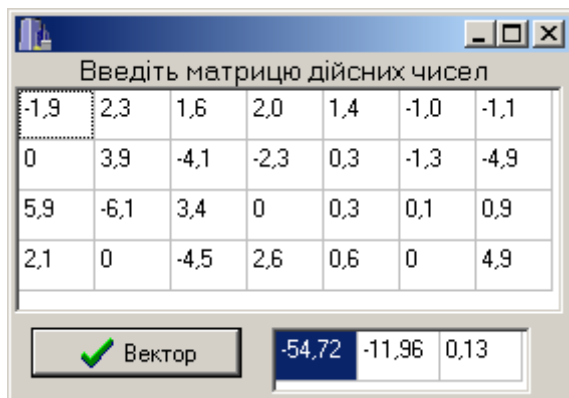 Введіть матрицю дійсних чисел
-1,9 2,3 1,6 2,0 1,4 -1,0 -1,1
0 3,9 -4,1 -2,3 0,3 -1,3 -4,9
5,9 -6,1 3,4 0 0,3 0,1 0,9
2,1 0 -4,5 2,6 0,6 0 4,9
Вектор -54,72 -11,96 0,13